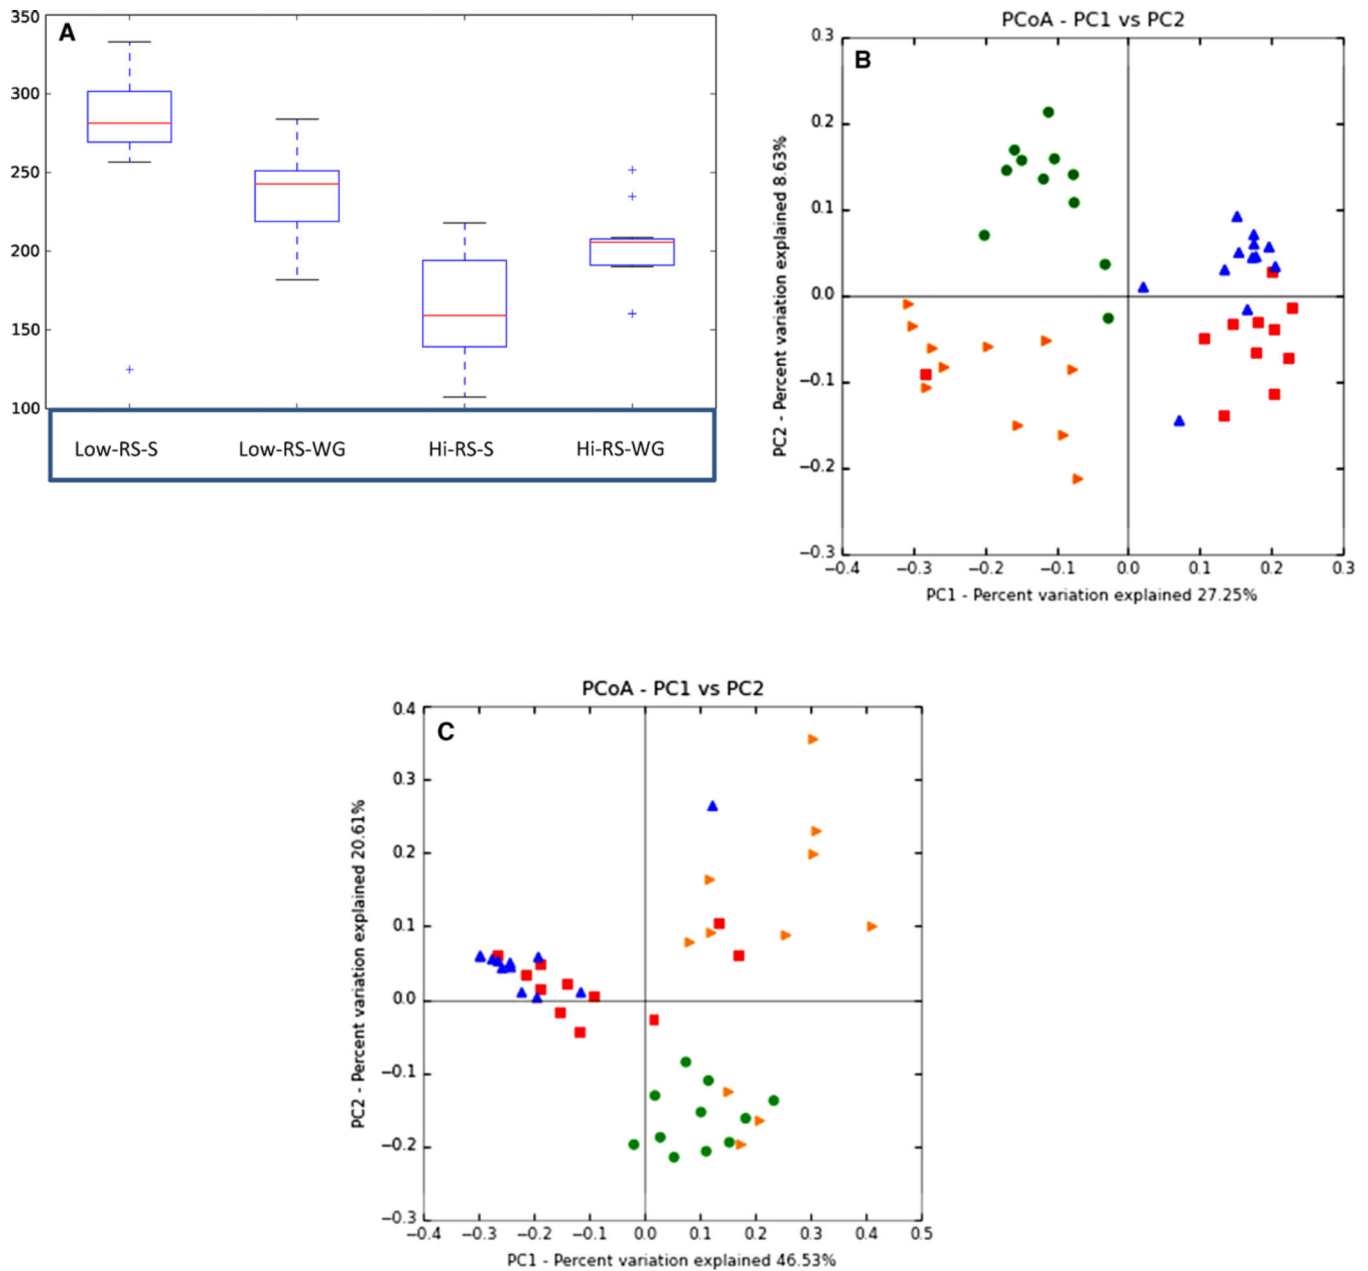 A
350
300
250
200
150
100
Low-RS-S Low-RS-WG Hi-RS-S Hi-RS-WG
PCoA - PC1 vs PC2
B
PC2 - Percent variation explained 8.63%
0.3
0.2
0.1
0.0
−0.1
−0.2
−0.3
−0.4 −0.3 −0.2 −0.1 0.0 0.1 0.2 0.3
PC1 - Percent variation explained 27.25%
PCoA - PC1 vs PC2
C
PC2 - Percent variation explained 20.61%
0.4
0.3
0.2
0.1
0.0
−0.1
−0.2
−0.3
−0.4 −0.3 −0.2 −0.1 0.0 0.1 0.2 0.3 0.4 0.5
PC1 - Percent variation explained 46.53%